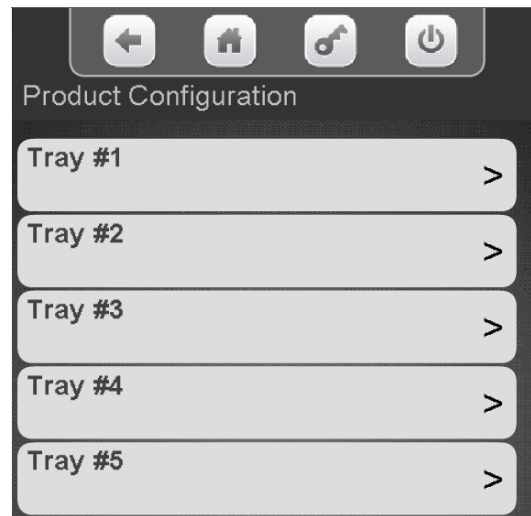 Product Configuration
Tray #1
>
Tray #2
>
Tray #3
>
Tray #4
>
Tray #5
>